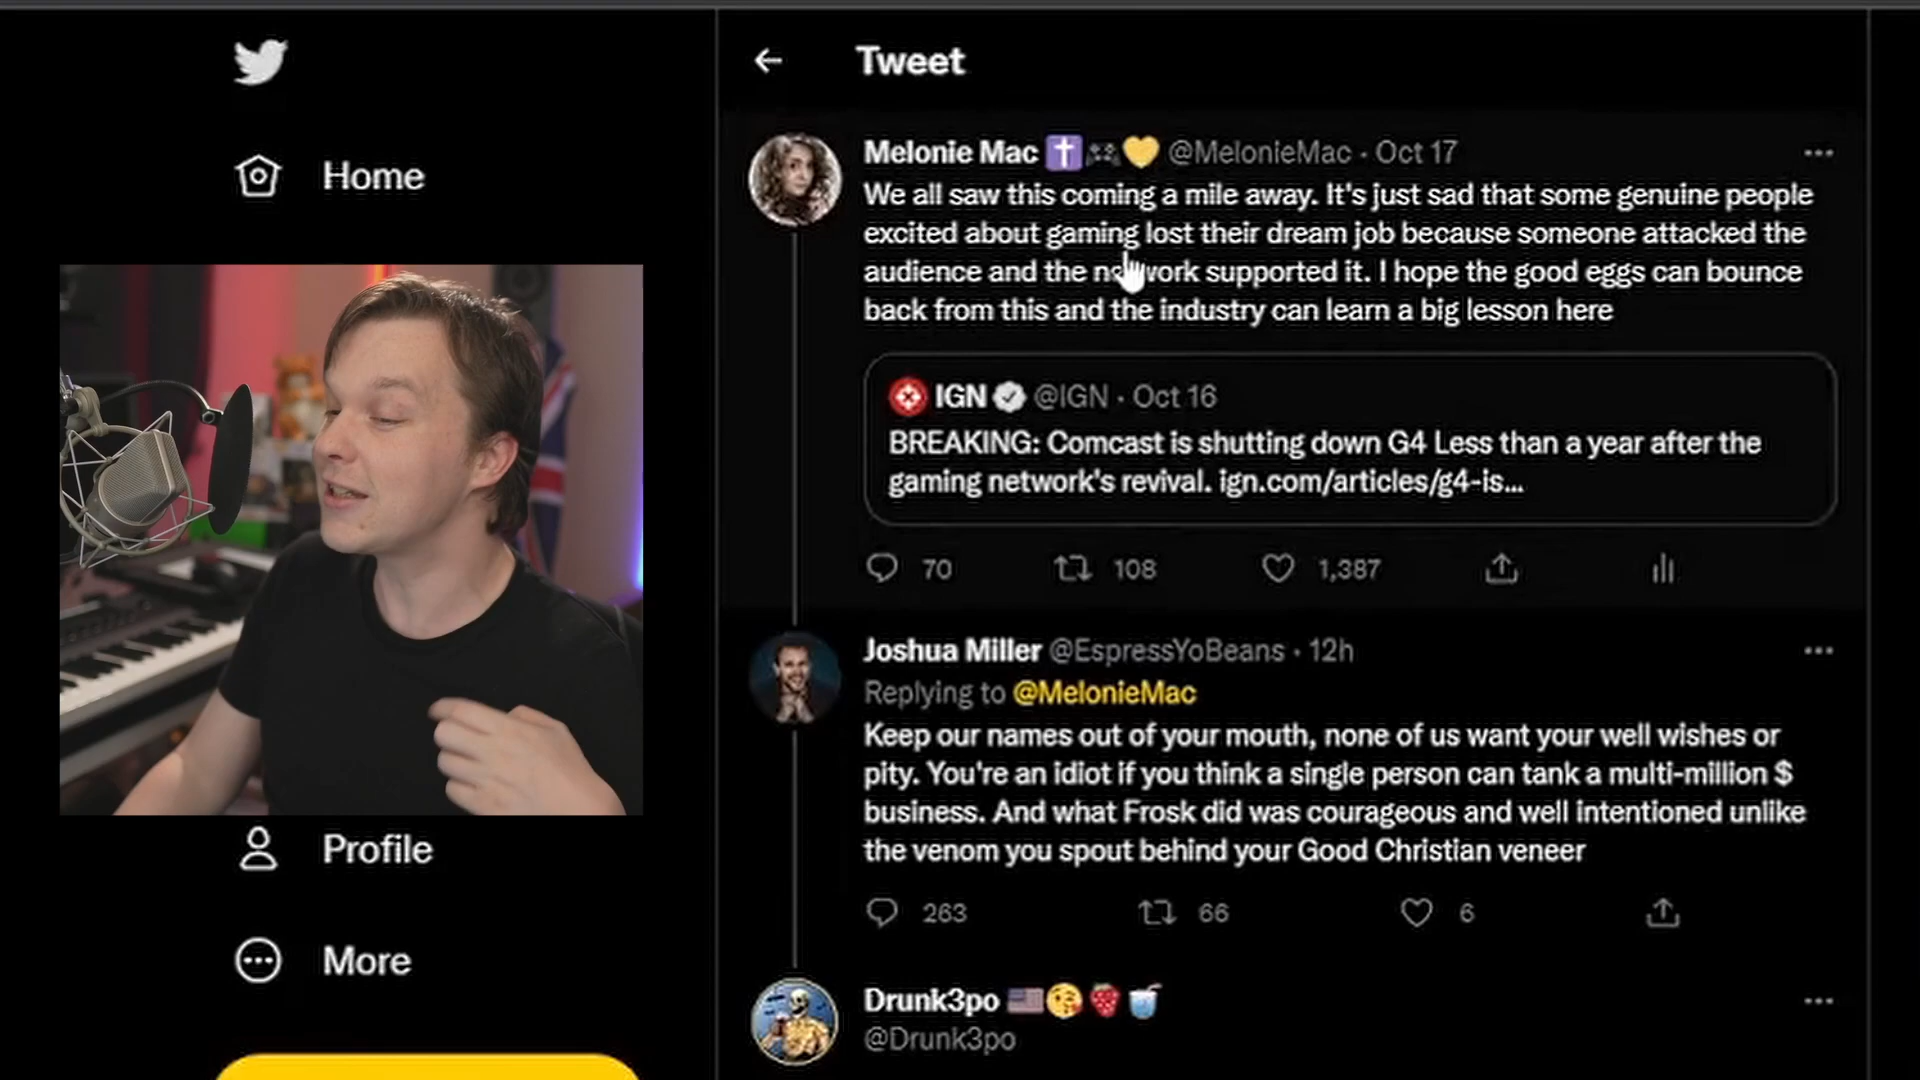 Tweet
Home
Melonie Mac ✝️🎮💛 @MelonieMac · Oct 17
We all saw this coming a mile away. It's just sad that some genuine people
excited about gaming lost their dream job because someone attacked the
audience and the network supported it. I hope the good eggs can bounce
back from this and the industry can learn a big lesson here
IGN @IGN · Oct 16
BREAKING: Comcast is shutting down G4 Less than a year after the
gaming network's revival. ign.com/articles/g4-is...
70 108 1,387
Joshua Miller @EspressYoBeans · 12h
Replying to @MelonieMac
Keep our names out of your mouth, none of us want your well wishes or
pity. You're an idiot if you think a single person can tank a multi-million $
business. And what Frosk did was courageous and well intentioned unlike
the venom you spout behind your Good Christian veneer
263 66 6
Profile
More
Drunk3po 🇺🇸😘🍓🥤
@Drunk3po